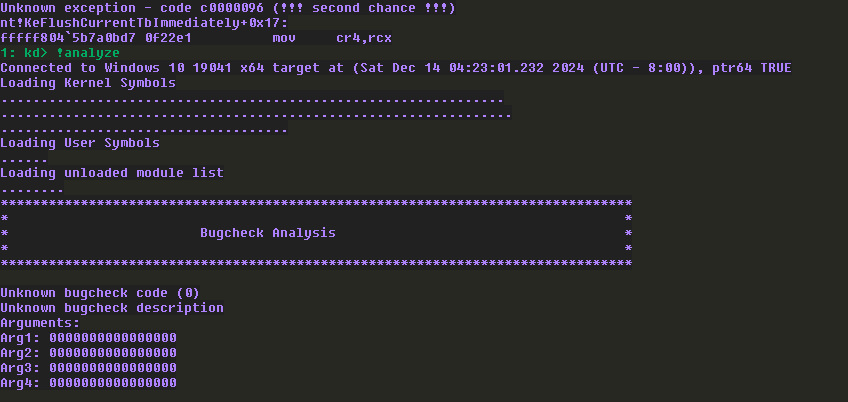 Unknown exception - code c0000096 (!!! second chance !!!)
nt!KeFlushCurrentTbImmediately+0x17:
fffff804`5b7a0bd7 0f22e1          mov     cr4,rcx
1: kd> !analyze
Connected to Windows 10 19041 x64 target at (Sat Dec 14 04:23:01.232 2024 (UTC - 8:00)), ptr64 TRUE
Loading Kernel Symbols
...............................................................
................................................................
....................................
Loading User Symbols
......
Loading unloaded module list
........
*******************************************************************************
*                                                                             *
*                        Bugcheck Analysis                                    *
*                                                                             *
*******************************************************************************
Unknown bugcheck code (0)
Unknown bugcheck description
Arguments:
Arg1: 0000000000000000
Arg2: 0000000000000000
Arg3: 0000000000000000
Arg4: 0000000000000000